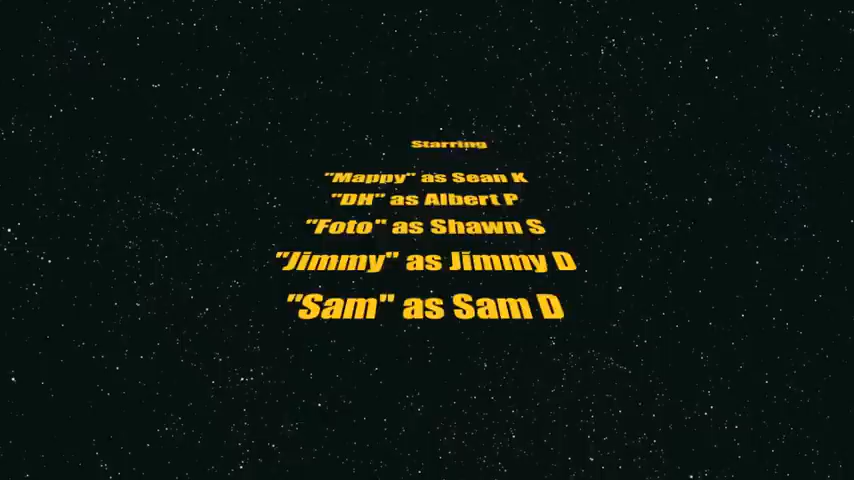 Starring
"Mappy" as Sean K
"DH" as Albert P
"Foto" as Shawn S
"Jimmy" as Jimmy D
"Sam" as Sam D